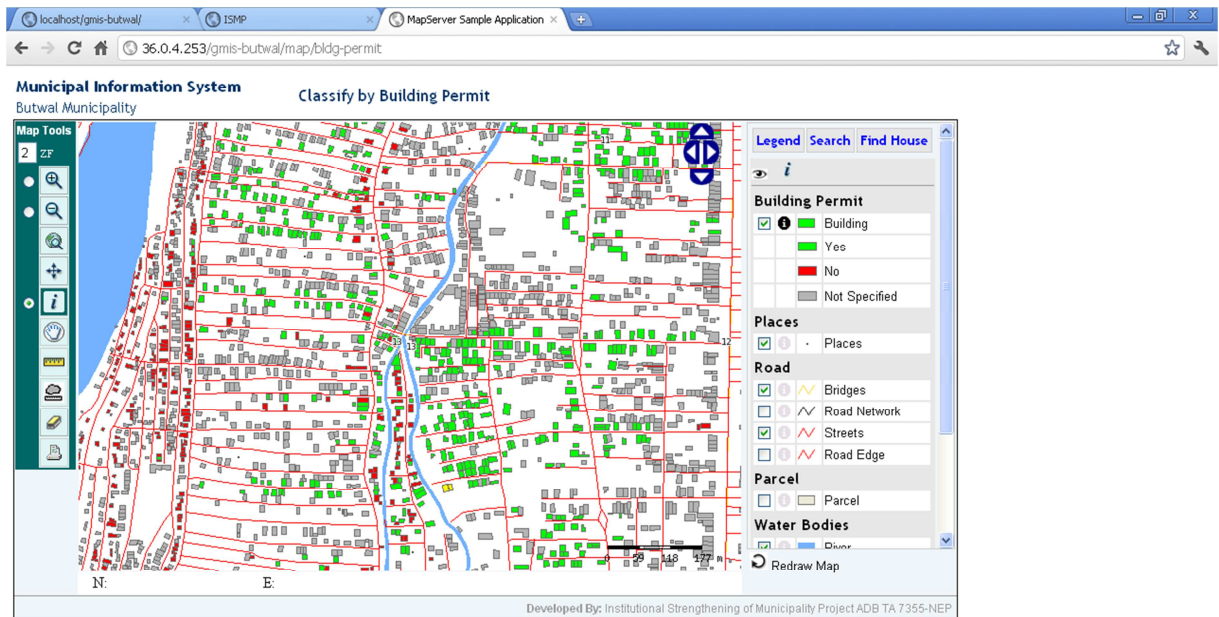 localhost/gmis-butwal/
ISMP
MapServer Sample Application
36.0.4.253/gmis-butwal/map/bldg-permit
Municipal Information System
Butwal Municipality
Classify by Building Permit
Map Tools
2 ZF
11
13
13
12
0 59 118 177 m
N: E:
Legend Search Find House
i
Building Permit
Building
Yes
No
Not Specified
Places
Places
Road
Bridges
Road Network
Streets
Road Edge
Parcel
Parcel
Water Bodies
River
Redraw Map
Developed By: Institutional Strengthening of Municipality Project ADB TA 7355-NEP